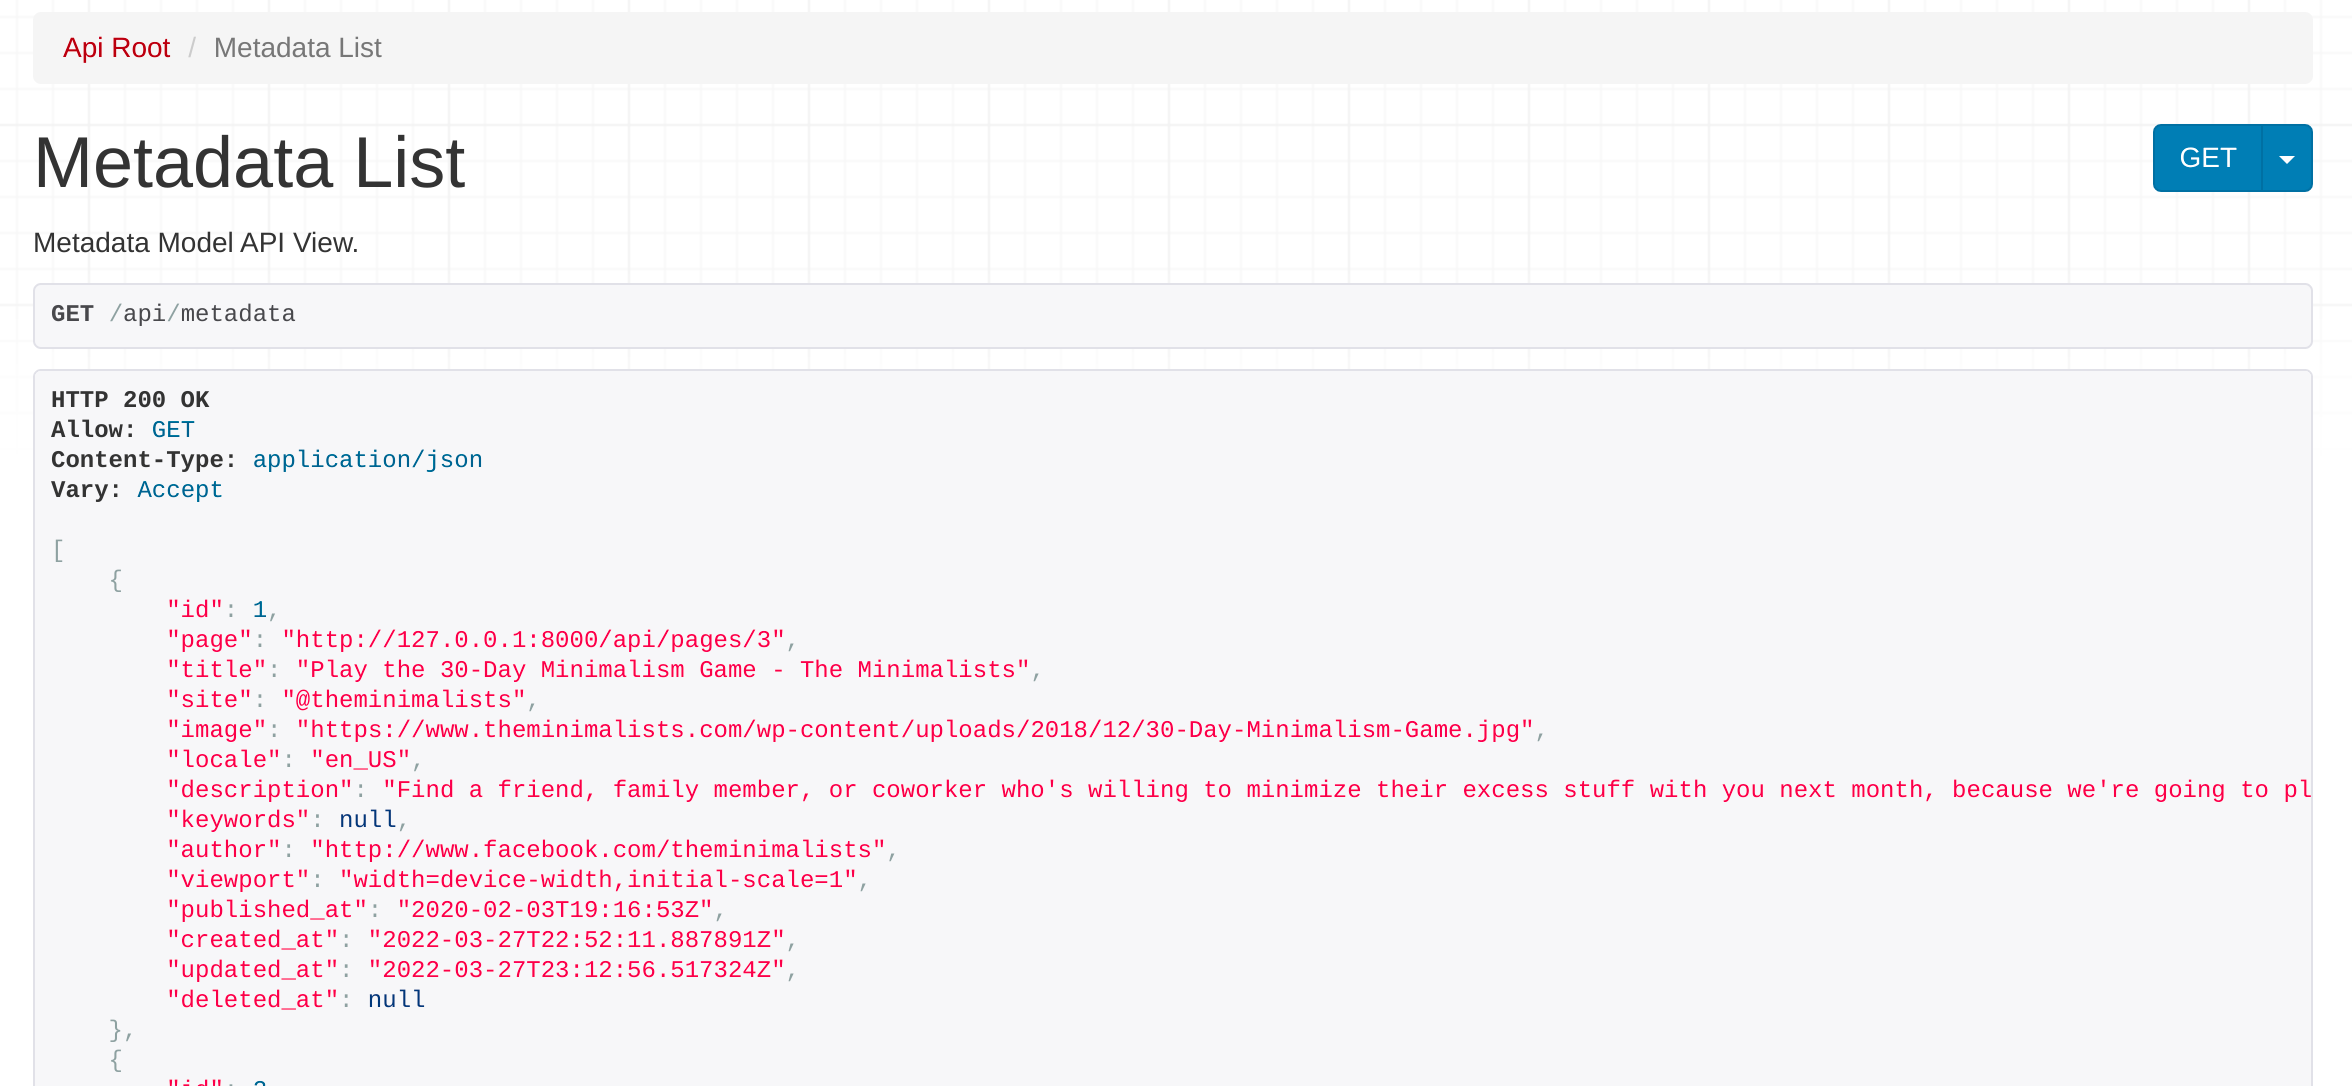 Api Root / Metadata List
Metadata List
GET
Metadata Model API View.
GET /api/metadata
HTTP 200 OK
Allow: GET
Content-Type: application/json
Vary: Accept
[
    {
        "id": 1,
        "page": "http://127.0.0.1:8000/api/pages/3",
        "title": "Play the 30-Day Minimalism Game - The Minimalists",
        "site": "@theminimalists",
        "image": "https://www.theminimalists.com/wp-content/uploads/2018/12/30-Day-Minimalism-Game.jpg",
        "locale": "en_US",
        "description": "Find a friend, family member, or coworker who's willing to minimize their excess stuff with you next month, because we're going to pl
        "keywords": null,
        "author": "http://www.facebook.com/theminimalists",
        "viewport": "width=device-width,initial-scale=1",
        "published_at": "2020-02-03T19:16:53Z",
        "created_at": "2022-03-27T22:52:11.887891Z",
        "updated_at": "2022-03-27T23:12:56.517324Z",
        "deleted_at": null
    },
    {
        "id":